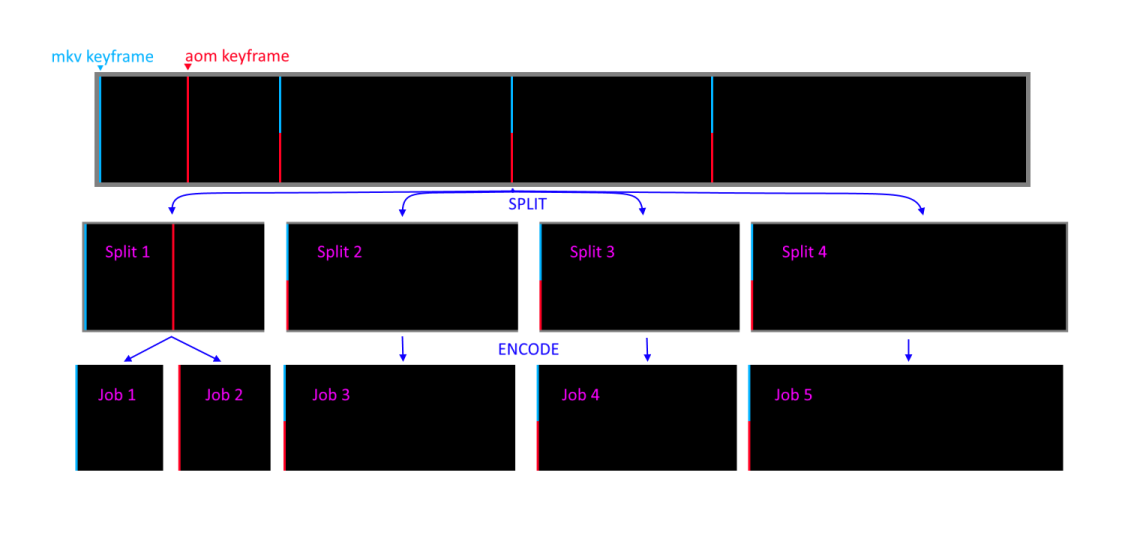 mkv keyframe
aom keyframe
SPLIT
Split 1
Split 2
Split 3
Split 4
ENCODE
Job 1
Job 2
Job 3
Job 4
Job 5